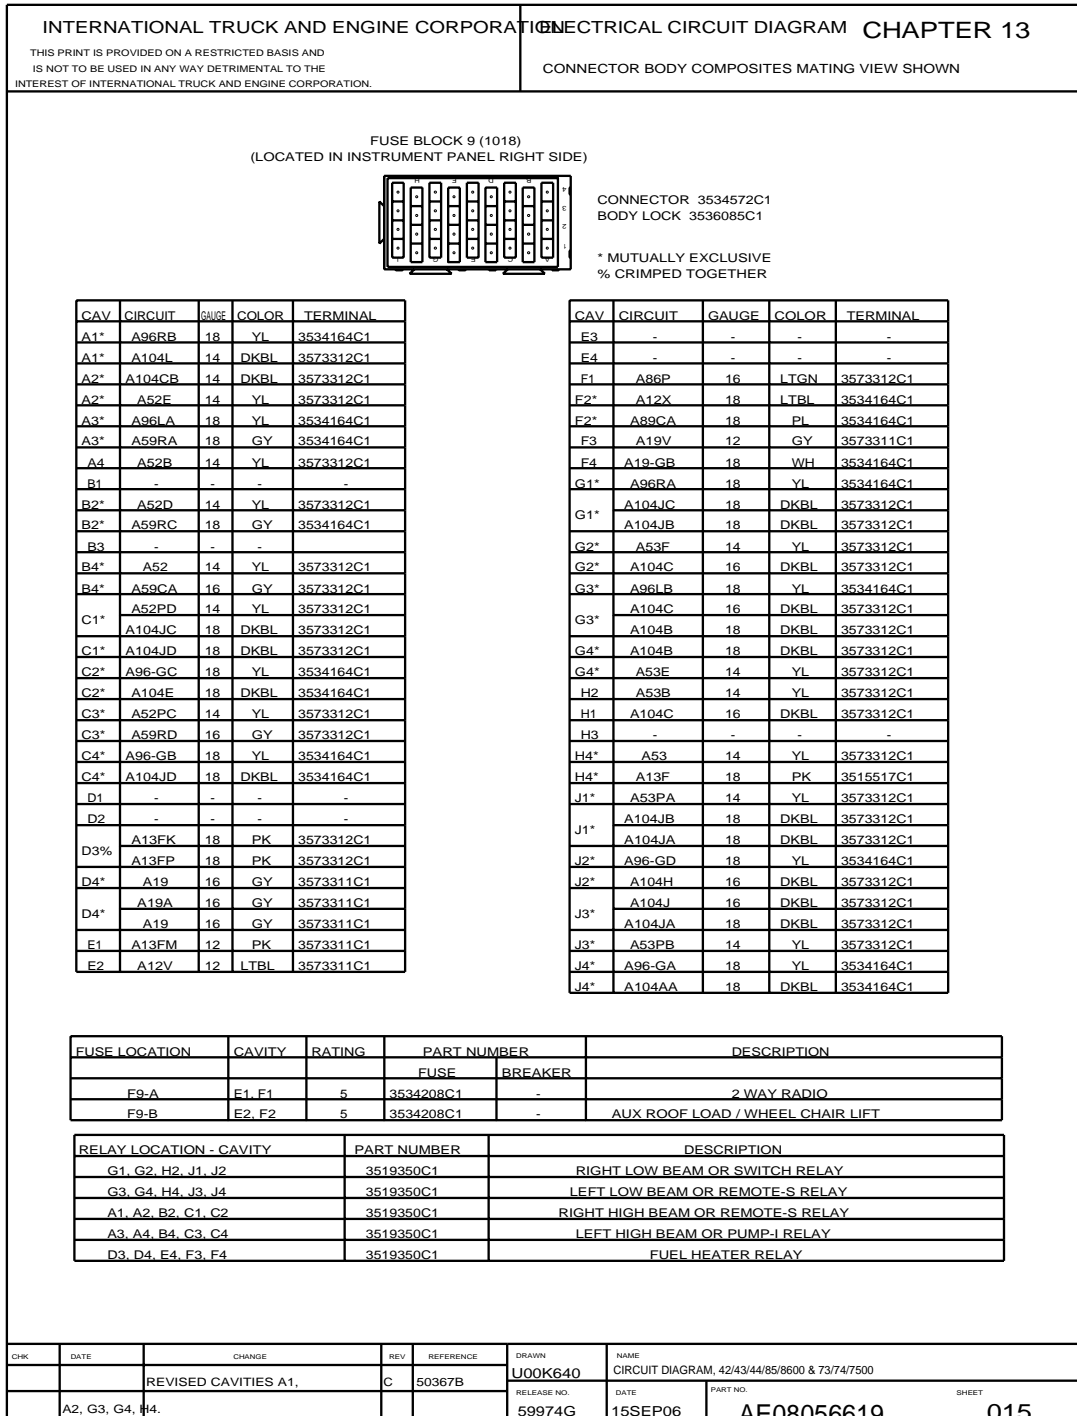 INTERNATIONAL TRUCK AND ENGINE CORPORATION
THIS PRINT IS PROVIDED ON A RESTRICTED BASIS AND
IS NOT TO BE USED IN ANY WAY DETRIMENTAL TO THE
INTEREST OF INTERNATIONAL TRUCK AND ENGINE CORPORATION.
ELECTRICAL CIRCUIT DIAGRAM CHAPTER 13
CONNECTOR BODY COMPOSITES MATING VIEW SHOWN
FUSE BLOCK 9 (1018)
(LOCATED IN INSTRUMENT PANEL RIGHT SIDE)
CONNECTOR 3534572C1
BODY LOCK 3536085C1
* MUTUALLY EXCLUSIVE
% CRIMPED TOGETHER
CAV CIRCUIT GAUGE COLOR TERMINAL
A1* A96RB 18 YL 3534164C1
A1* A104L 14 DKBL 3573312C1
A2* A104CB 14 DKBL 3573312C1
A2* A52E 14 YL 3573312C1
A3* A96LA 18 YL 3534164C1
A3* A59RA 18 GY 3534164C1
A4 A52B 14 YL 3573312C1
B1 - - - -
B2* A52D 14 YL 3573312C1
B2* A59RC 18 GY 3534164C1
B3 - - -
B4* A52 14 YL 3573312C1
B4* A59CA 16 GY 3573312C1
C1* A52PD 14 YL 3573312C1
A104JC 18 DKBL 3573312C1
C1* A104JD 18 DKBL 3573312C1
C2* A96-GC 18 YL 3534164C1
C2* A104E 18 DKBL 3534164C1
C3* A52PC 14 YL 3573312C1
C3* A59RD 16 GY 3573312C1
C4* A96-GB 18 YL 3534164C1
C4* A104JD 18 DKBL 3534164C1
D1 - - - -
D2 - - - -
D3% A13FK 18 PK 3573312C1
A13FP 18 PK 3573312C1
D4* A19 16 GY 3573311C1
D4* A19A 16 GY 3573311C1
A19 16 GY 3573311C1
E1 A13FM 12 PK 3573311C1
E2 A12V 12 LTBL 3573311C1
CAV CIRCUIT GAUGE COLOR TERMINAL
E3 - - - -
E4 - - - -
F1 A86P 16 LTGN 3573312C1
F2* A12X 18 LTBL 3534164C1
F2* A89CA 18 PL 3534164C1
F3 A19V 12 GY 3573311C1
F4 A19-GB 18 WH 3534164C1
G1* A96RA 18 YL 3534164C1
G1* A104JC 18 DKBL 3573312C1
A104JB 18 DKBL 3573312C1
G2* A53F 14 YL 3573312C1
G2* A104C 16 DKBL 3573312C1
G3* A96LB 18 YL 3534164C1
G3* A104C 16 DKBL 3573312C1
A104B 18 DKBL 3573312C1
G4* A104B 18 DKBL 3573312C1
G4* A53E 14 YL 3573312C1
H2 A53B 14 YL 3573312C1
H1 A104C 16 DKBL 3573312C1
H3 - - - -
H4* A53 14 YL 3573312C1
H4* A13F 18 PK 3515517C1
J1* A53PA 14 YL 3573312C1
J1* A104JB 18 DKBL 3573312C1
A104JA 18 DKBL 3573312C1
J2* A96-GD 18 YL 3534164C1
J2* A104H 16 DKBL 3573312C1
J3* A104J 16 DKBL 3573312C1
A104JA 18 DKBL 3573312C1
J3* A53PB 14 YL 3573312C1
J4* A96-GA 18 YL 3534164C1
J4* A104AA 18 DKBL 3534164C1
FUSE LOCATION CAVITY RATING PART NUMBER DESCRIPTION
FUSE BREAKER
F9-A E1, F1 5 3534208C1 - 2 WAY RADIO
F9-B E2, F2 5 3534208C1 - AUX ROOF LOAD / WHEEL CHAIR LIFT
RELAY LOCATION - CAVITY PART NUMBER DESCRIPTION
G1, G2, H2, J1, J2 3519350C1 RIGHT LOW BEAM OR SWITCH RELAY
G3, G4, H4, J3, J4 3519350C1 LEFT LOW BEAM OR REMOTE-S RELAY
A1, A2, B2, C1, C2 3519350C1 RIGHT HIGH BEAM OR REMOTE-S RELAY
A3, A4, B4, C3, C4 3519350C1 LEFT HIGH BEAM OR PUMP-I RELAY
D3, D4, E4, F3, F4 3519350C1 FUEL HEATER RELAY
CHK DATE CHANGE REV REFERENCE DRAWN NAME
REVISED CAVITIES A1, C 50367B U00K640 CIRCUIT DIAGRAM, 42/43/44/85/8600 & 73/74/7500
RELEASE NO. DATE PART NO. SHEET
A2, G3, G4, H4. 59974G 15SEP06 AE08056619 015